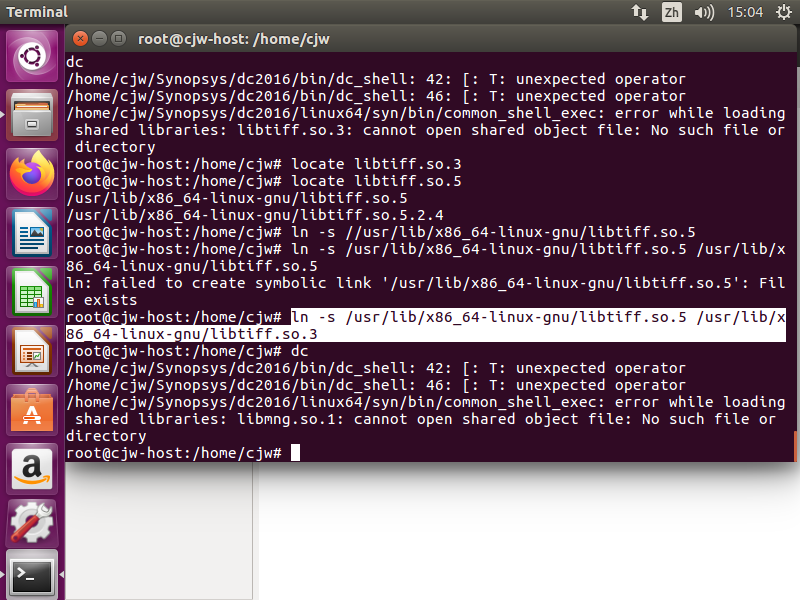 Terminal
Zh
15:04
root@cjw-host: /home/cjw
dc
/home/cjw/Synopsys/dc2016/bin/dc_shell: 42: [: T: unexpected operator
/home/cjw/Synopsys/dc2016/bin/dc_shell: 46: [: T: unexpected operator
/home/cjw/Synopsys/dc2016/linux64/syn/bin/common_shell_exec: error while loading
shared libraries: libtiff.so.3: cannot open shared object file: No such file or
directory
root@cjw-host:/home/cjw# locate libtiff.so.3
root@cjw-host:/home/cjw# locate libtiff.so.5
/usr/lib/x86_64-linux-gnu/libtiff.so.5
/usr/lib/x86_64-linux-gnu/libtiff.so.5.2.4
root@cjw-host:/home/cjw# ln -s //usr/lib/x86_64-linux-gnu/libtiff.so.5
root@cjw-host:/home/cjw# ln -s /usr/lib/x86_64-linux-gnu/libtiff.so.5 /usr/lib/x
86_64-linux-gnu/libtiff.so.5
ln: failed to create symbolic link '/usr/lib/x86_64-linux-gnu/libtiff.so.5': Fil
e exists
root@cjw-host:/home/cjw# ln -s /usr/lib/x86_64-linux-gnu/libtiff.so.5 /usr/lib/x
86_64-linux-gnu/libtiff.so.3
root@cjw-host:/home/cjw# dc
/home/cjw/Synopsys/dc2016/bin/dc_shell: 42: [: T: unexpected operator
/home/cjw/Synopsys/dc2016/bin/dc_shell: 46: [: T: unexpected operator
/home/cjw/Synopsys/dc2016/linux64/syn/bin/common_shell_exec: error while loading
shared libraries: libmng.so.1: cannot open shared object file: No such file or
directory
root@cjw-host:/home/cjw#